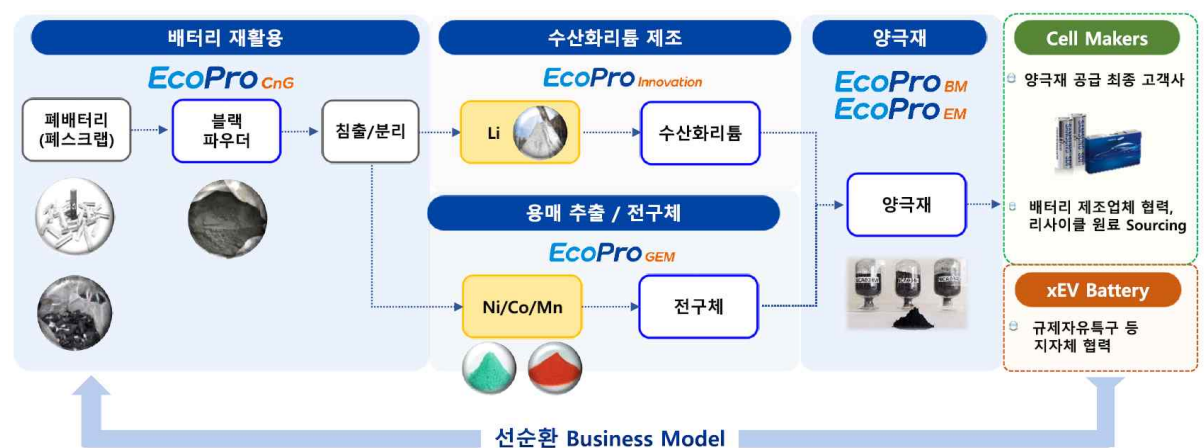 배터리 재활용
EcoPro CnG
폐배터리
(폐스크랩)
블랙
파우더
침출/분리
수산화리튬 제조
EcoPro Innovation
Li
수산화리튬
용매 추출 / 전구체
EcoPro GEM
Ni/Co/Mn
전구체
양극재
EcoPro BM
EcoPro EM
양극재
Cell Makers
양극재 공급 최종 고객사
배터리 제조업체 협력,
리사이클 원료 Sourcing
xEV Battery
규제자유특구 등
지자체 협력
선순환 Business Model